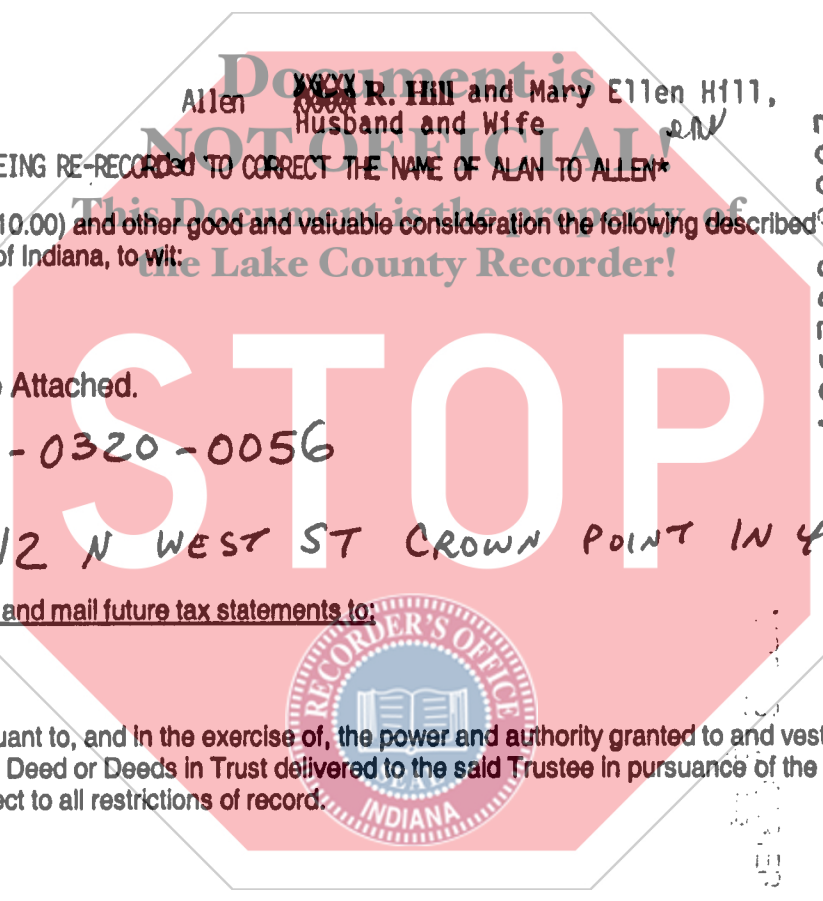 Document is
Allen XXXX R. Hill and Mary Ellen Hill,
Husband and Wife
NOT OFFICIAL!
EING RE-RECORDed TO CORRECT THE NAME OF ALAN TO ALLEN*
This Document is the property of
10.00) and other good and valuable consideration the following described
of Indiana, to wit:
the Lake County Recorder!
STOP
Attached.
-0320-0056
12 N WEST ST CROWN POINT IN 4
and mail future tax statements to:
RECORDER'S OFFICE
uant to, and in the exercise of, the power and authority granted to and vest
Deed or Deeds in Trust delivered to the said Trustee in pursuance of the
SEAL
ect to all restrictions of record.
INDIANA